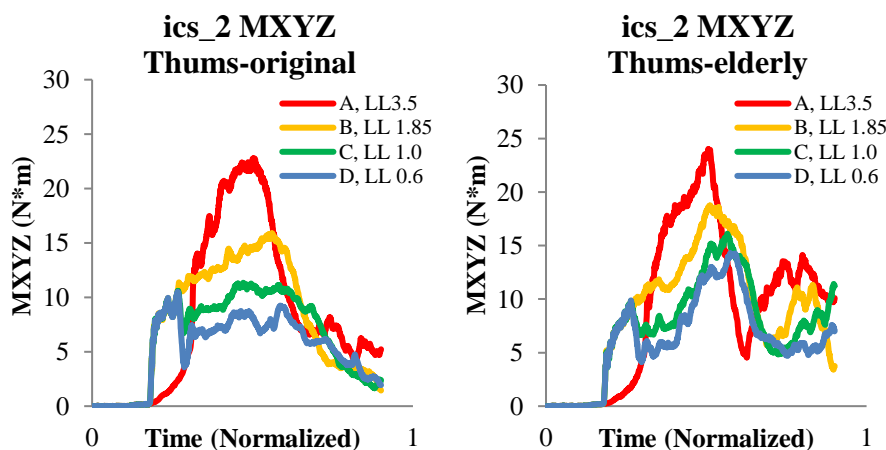 ics_2 MXYZ
Thums-original
30
25
20
15
10
5
0
MXYZ (N*m)
A, LL3.5
B, LL 1.85
C, LL 1.0
D, LL 0.6
0
Time (Normalized)
1
ics_2 MXYZ
Thums-elderly
30
25
20
15
10
5
0
MXYZ (N*m)
A, LL3.5
B, LL 1.85
C, LL 1.0
D, LL 0.6
0
Time (Normalized)
1